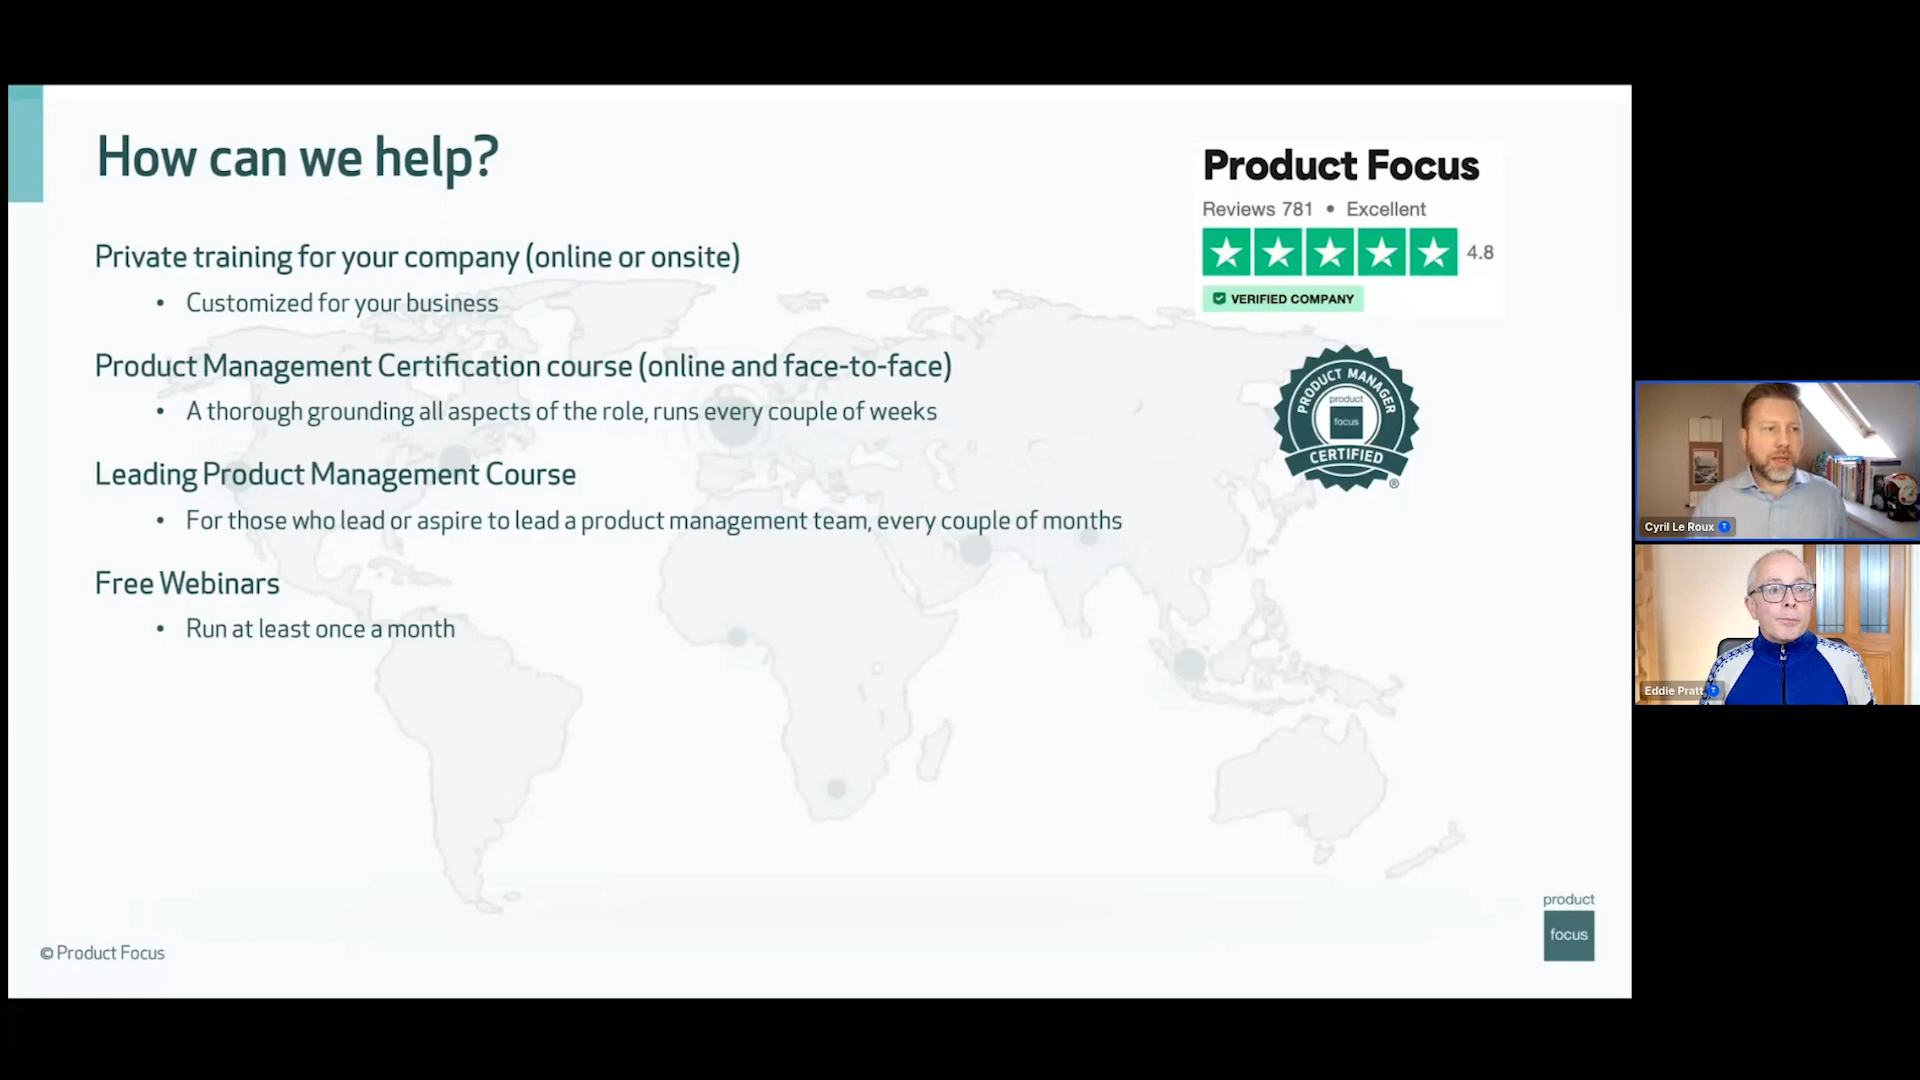 How can we help?
Private training for your company (online or onsite)
• Customized for your business
Product Management Certification course (online and face-to-face)
• A thorough grounding all aspects of the role, runs every couple of weeks
Leading Product Management Course
• For those who lead or aspire to lead a product management team, every couple of months
Free Webinars
• Run at least once a month
© Product Focus
Product Focus
Reviews 781 • Excellent
4.8
VERIFIED COMPANY
PRODUCT MANAGER
product
focus
CERTIFIED
®
product
focus
Cyril Le Roux T
Eddie Pratt T